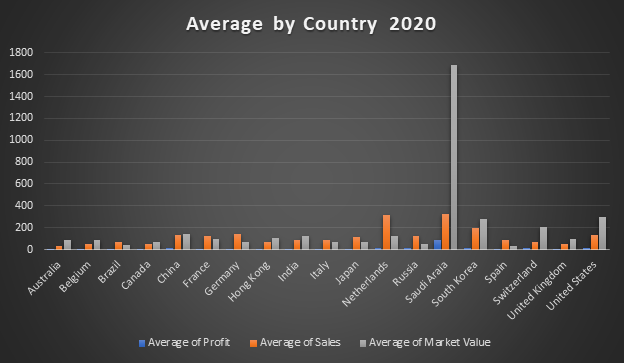 Average by Country 2020
1800
1600
1400
1200
1000
800
600
400
200
0
Australia
Belgium
Brazil
Canada
China
France
Germany
Hong Kong
India
Italy
Japan
Netherlands
Russia
Saudi Araia
South Korea
Spain
Switzerland
United Kingdom
United States
Average of Profit Average of Sales Average of Market Value